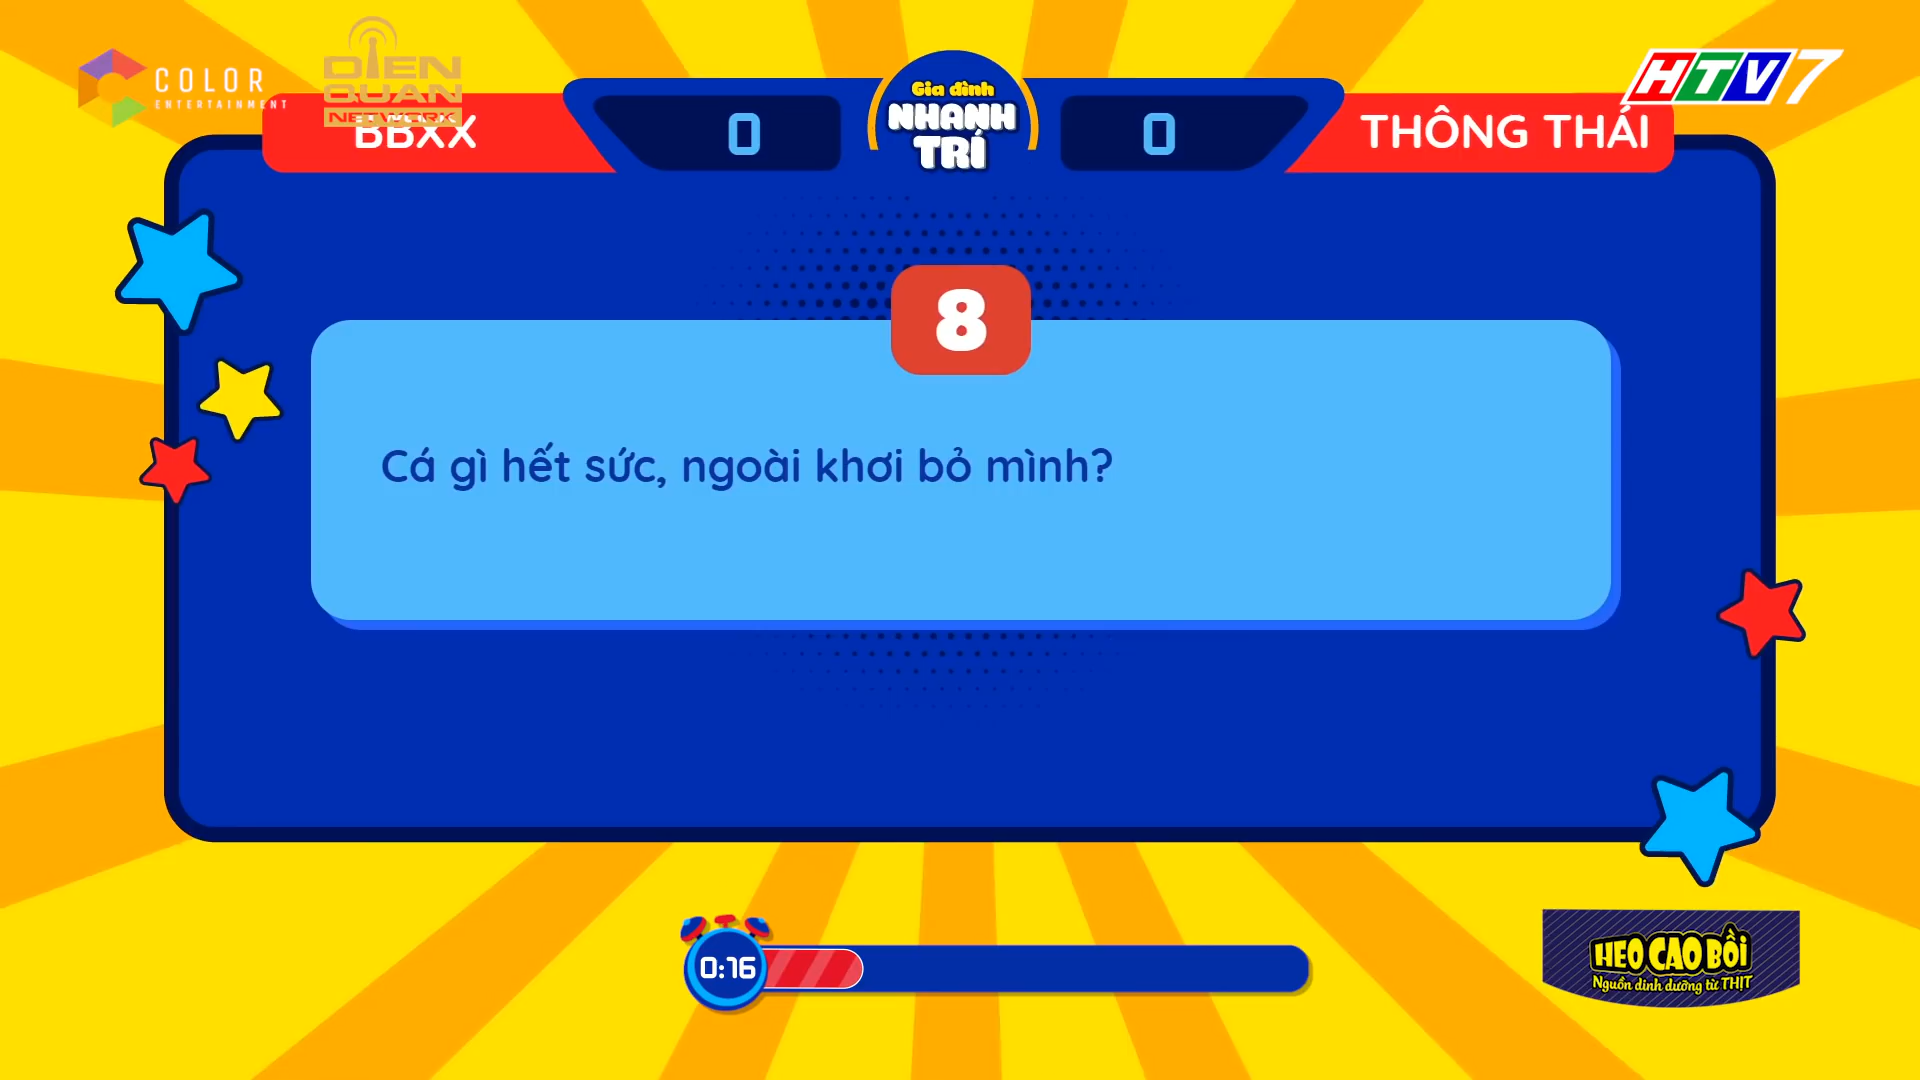 COLOR
ENTERTAINMENT
DIEN
QUAN
NETWORK
BBXX
0
Gia đình
NHANH
TRÍ
0
THÔNG THÁI
HTV7
8
Cá gì hết sức, ngoài khơi bỏ mình?
0:16
HEO CAO BỒI
Nguồn dinh dưỡng từ THỊT